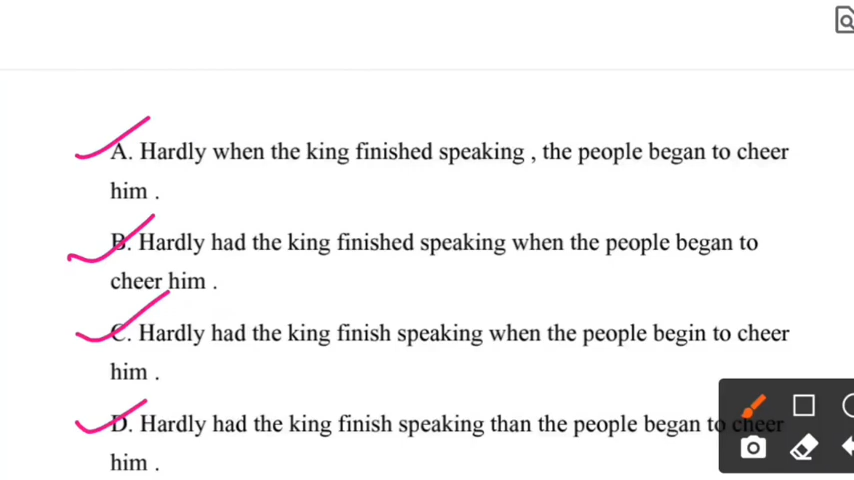 A. Hardly when the king finished speaking , the people began to cheer
him .
B. Hardly had the king finished speaking when the people began to
cheer him .
C. Hardly had the king finish speaking when the people begin to cheer
him .
D. Hardly had the king finish speaking than the people began to cheer
him .